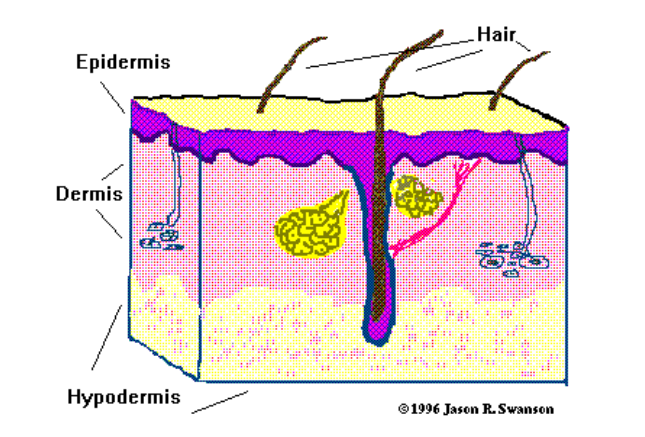 Hair
Epidermis
Dermis
Hypodermis
©1996 Jason R. Swanson